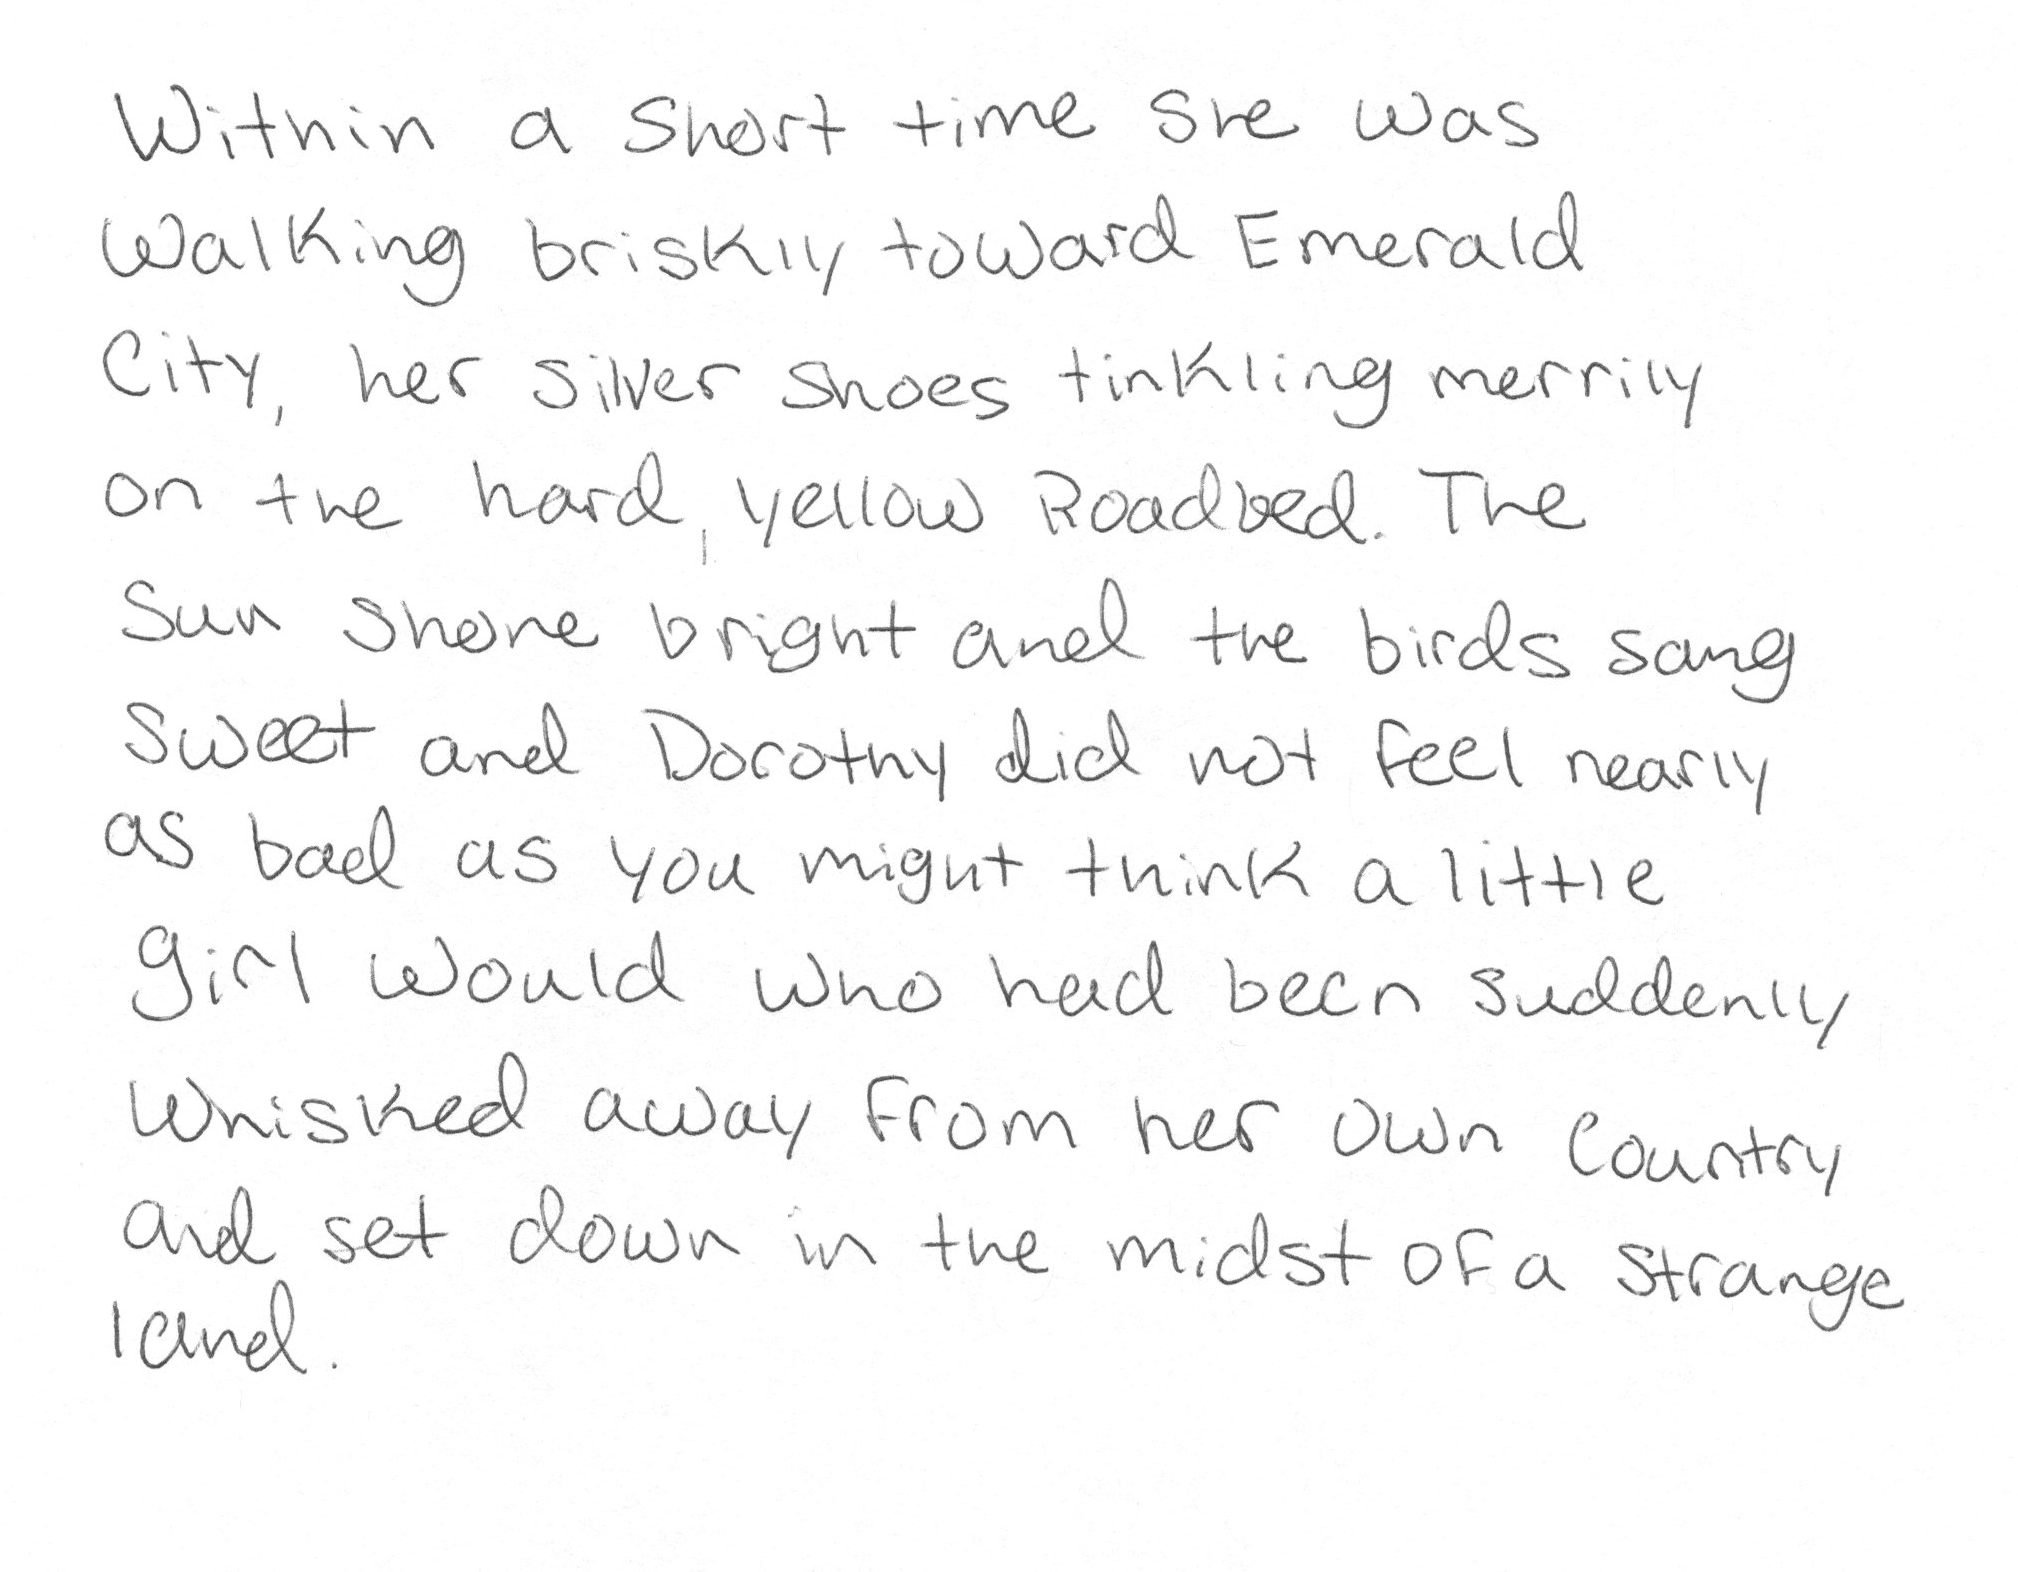 Within a short time she was
walking briskly toward Emerald
City, her silver shoes tinkling merrily
on the hard, yellow Roadbed. The
sun shone bright and the birds sang
sweet and Dorothy did not feel nearly
as bad as you might think a little
girl would who had been suddenly
whisked away from her own country
and set down in the midst of a strange
land.